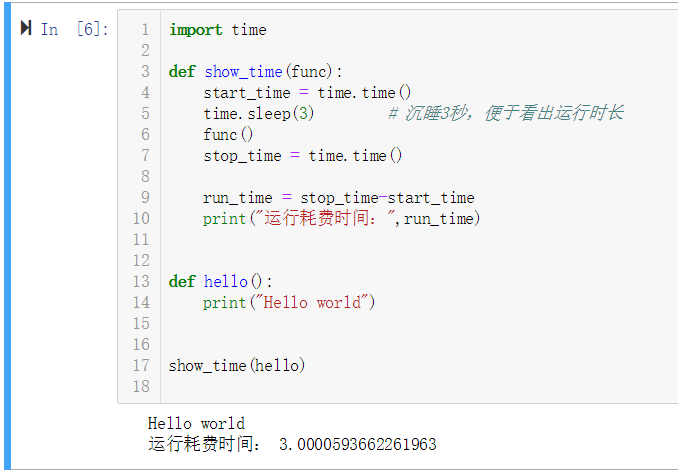 In [6]:
1 import time
2
3 def show_time(func):
4     start_time = time.time()
5     time.sleep(3)        # 沉睡3秒，便于看出运行时长
6     func()
7     stop_time = time.time()
8
9     run_time = stop_time-start_time
10     print("运行耗费时间：",run_time)
11
12
13 def hello():
14     print("Hello world")
15
16
17 show_time(hello)
18
Hello world
运行耗费时间： 3.0000593662261963